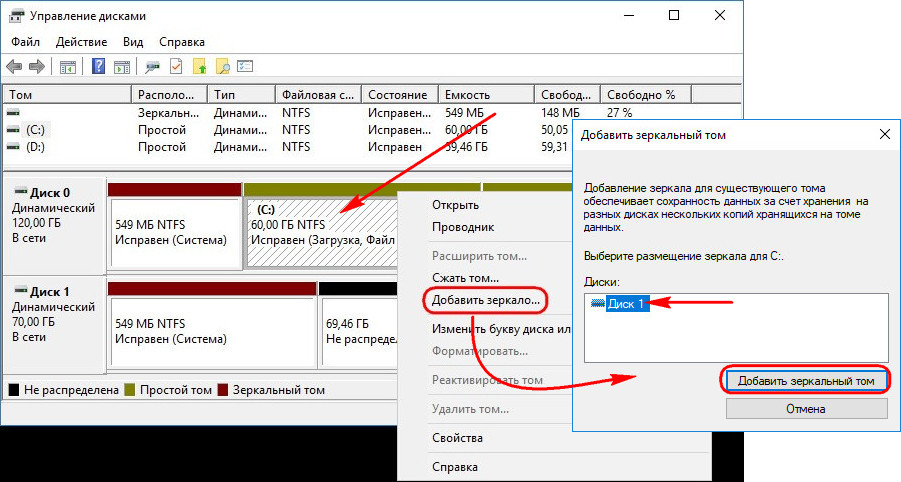 Управление дисками
Файл Действие Вид Справка
Том Располо... Тип Файловая с... Состояние Емкость Свобод... Свободно %
Зеркальн... Динами... NTFS Исправен... 549 МБ 148 МБ 27 %
(C:) Простой Динами... NTFS Исправен... 60,00 ГБ 50,05
(D:) Простой Динами... NTFS Исправен 59,46 ГБ 59,31
Диск 0
Динамический
120,00 ГБ
В сети
549 МБ NTFS
Исправен (Система)
(C:)
60,00 ГБ NTFS
Исправен (Загрузка, Файл
Диск 1
Динамический
70,00 ГБ
В сети
549 МБ NTFS
Исправен (Система)
69,46 ГБ
Не распредел
Не распределена Простой том Зеркальный том
Открыть
Проводник
Расширить том...
Сжать том...
Добавить зеркало...
Изменить букву диска или
Форматировать...
Реактивировать том
Удалить том...
Свойства
Справка
Добавить зеркальный том
Добавление зеркала для существующего тома
обеспечивает сохранность данных за счет хранения на
разных дисках нескольких копий хранящихся на томе
данных.
Выберите размещение зеркала для C:.
Диски:
Диск 1
Добавить зеркальный том
Отмена